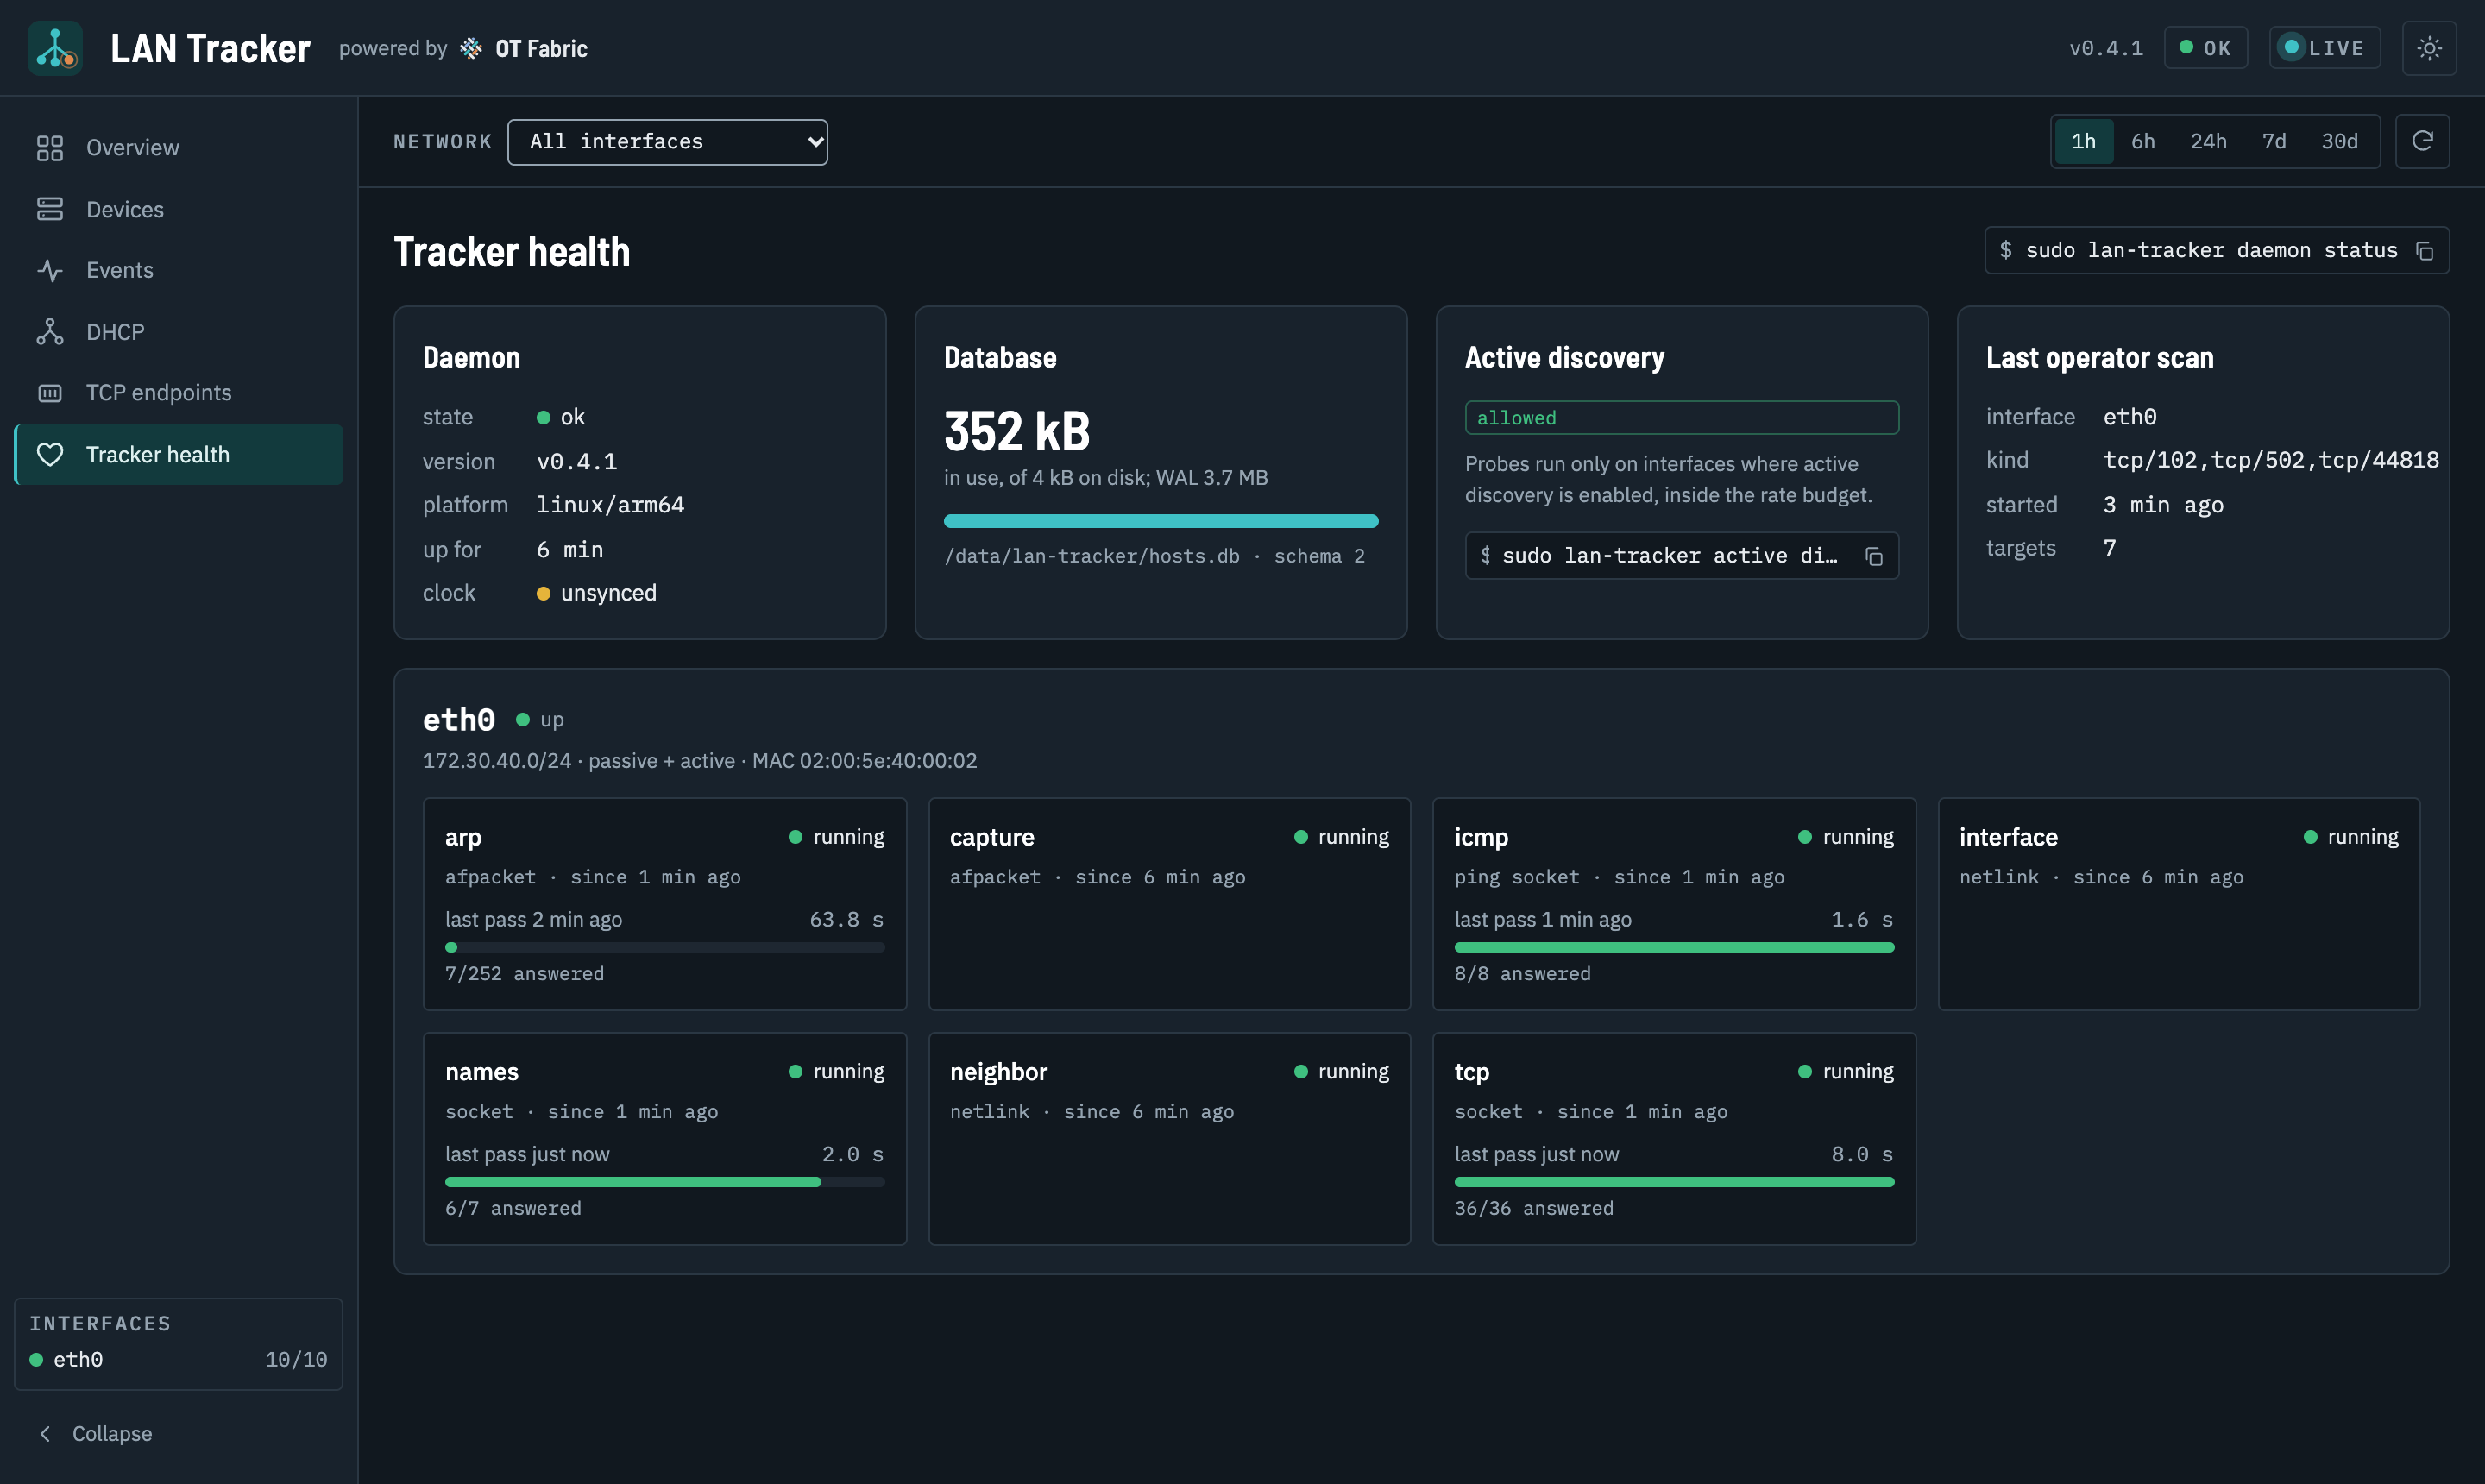 LAN Tracker powered by OT Fabric
v0.4.1 OK LIVE
NETWORK All interfaces
1h 6h 24h 7d 30d
Overview
Devices
Events
DHCP
TCP endpoints
Tracker health
INTERFACES
eth0 10/10
Collapse
Tracker health
$ sudo lan-tracker daemon status
Daemon
state ok
version v0.4.1
platform linux/arm64
up for 6 min
clock unsynced
Database
352 kB
in use, of 4 kB on disk; WAL 3.7 MB
/data/lan-tracker/hosts.db · schema 2
Active discovery
allowed
Probes run only on interfaces where active
discovery is enabled, inside the rate budget.
$ sudo lan-tracker active di…
Last operator scan
interface eth0
kind tcp/102,tcp/502,tcp/44818
started 3 min ago
targets 7
eth0 up
172.30.40.0/24 · passive + active · MAC 02:00:5e:40:00:02
arp running
afpacket · since 1 min ago
last pass 2 min ago 63.8 s
7/252 answered
capture running
afpacket · since 6 min ago
icmp running
ping socket · since 1 min ago
last pass 1 min ago 1.6 s
8/8 answered
interface running
netlink · since 6 min ago
names running
socket · since 1 min ago
last pass just now 2.0 s
6/7 answered
neighbor running
netlink · since 6 min ago
tcp running
socket · since 1 min ago
last pass just now 8.0 s
36/36 answered